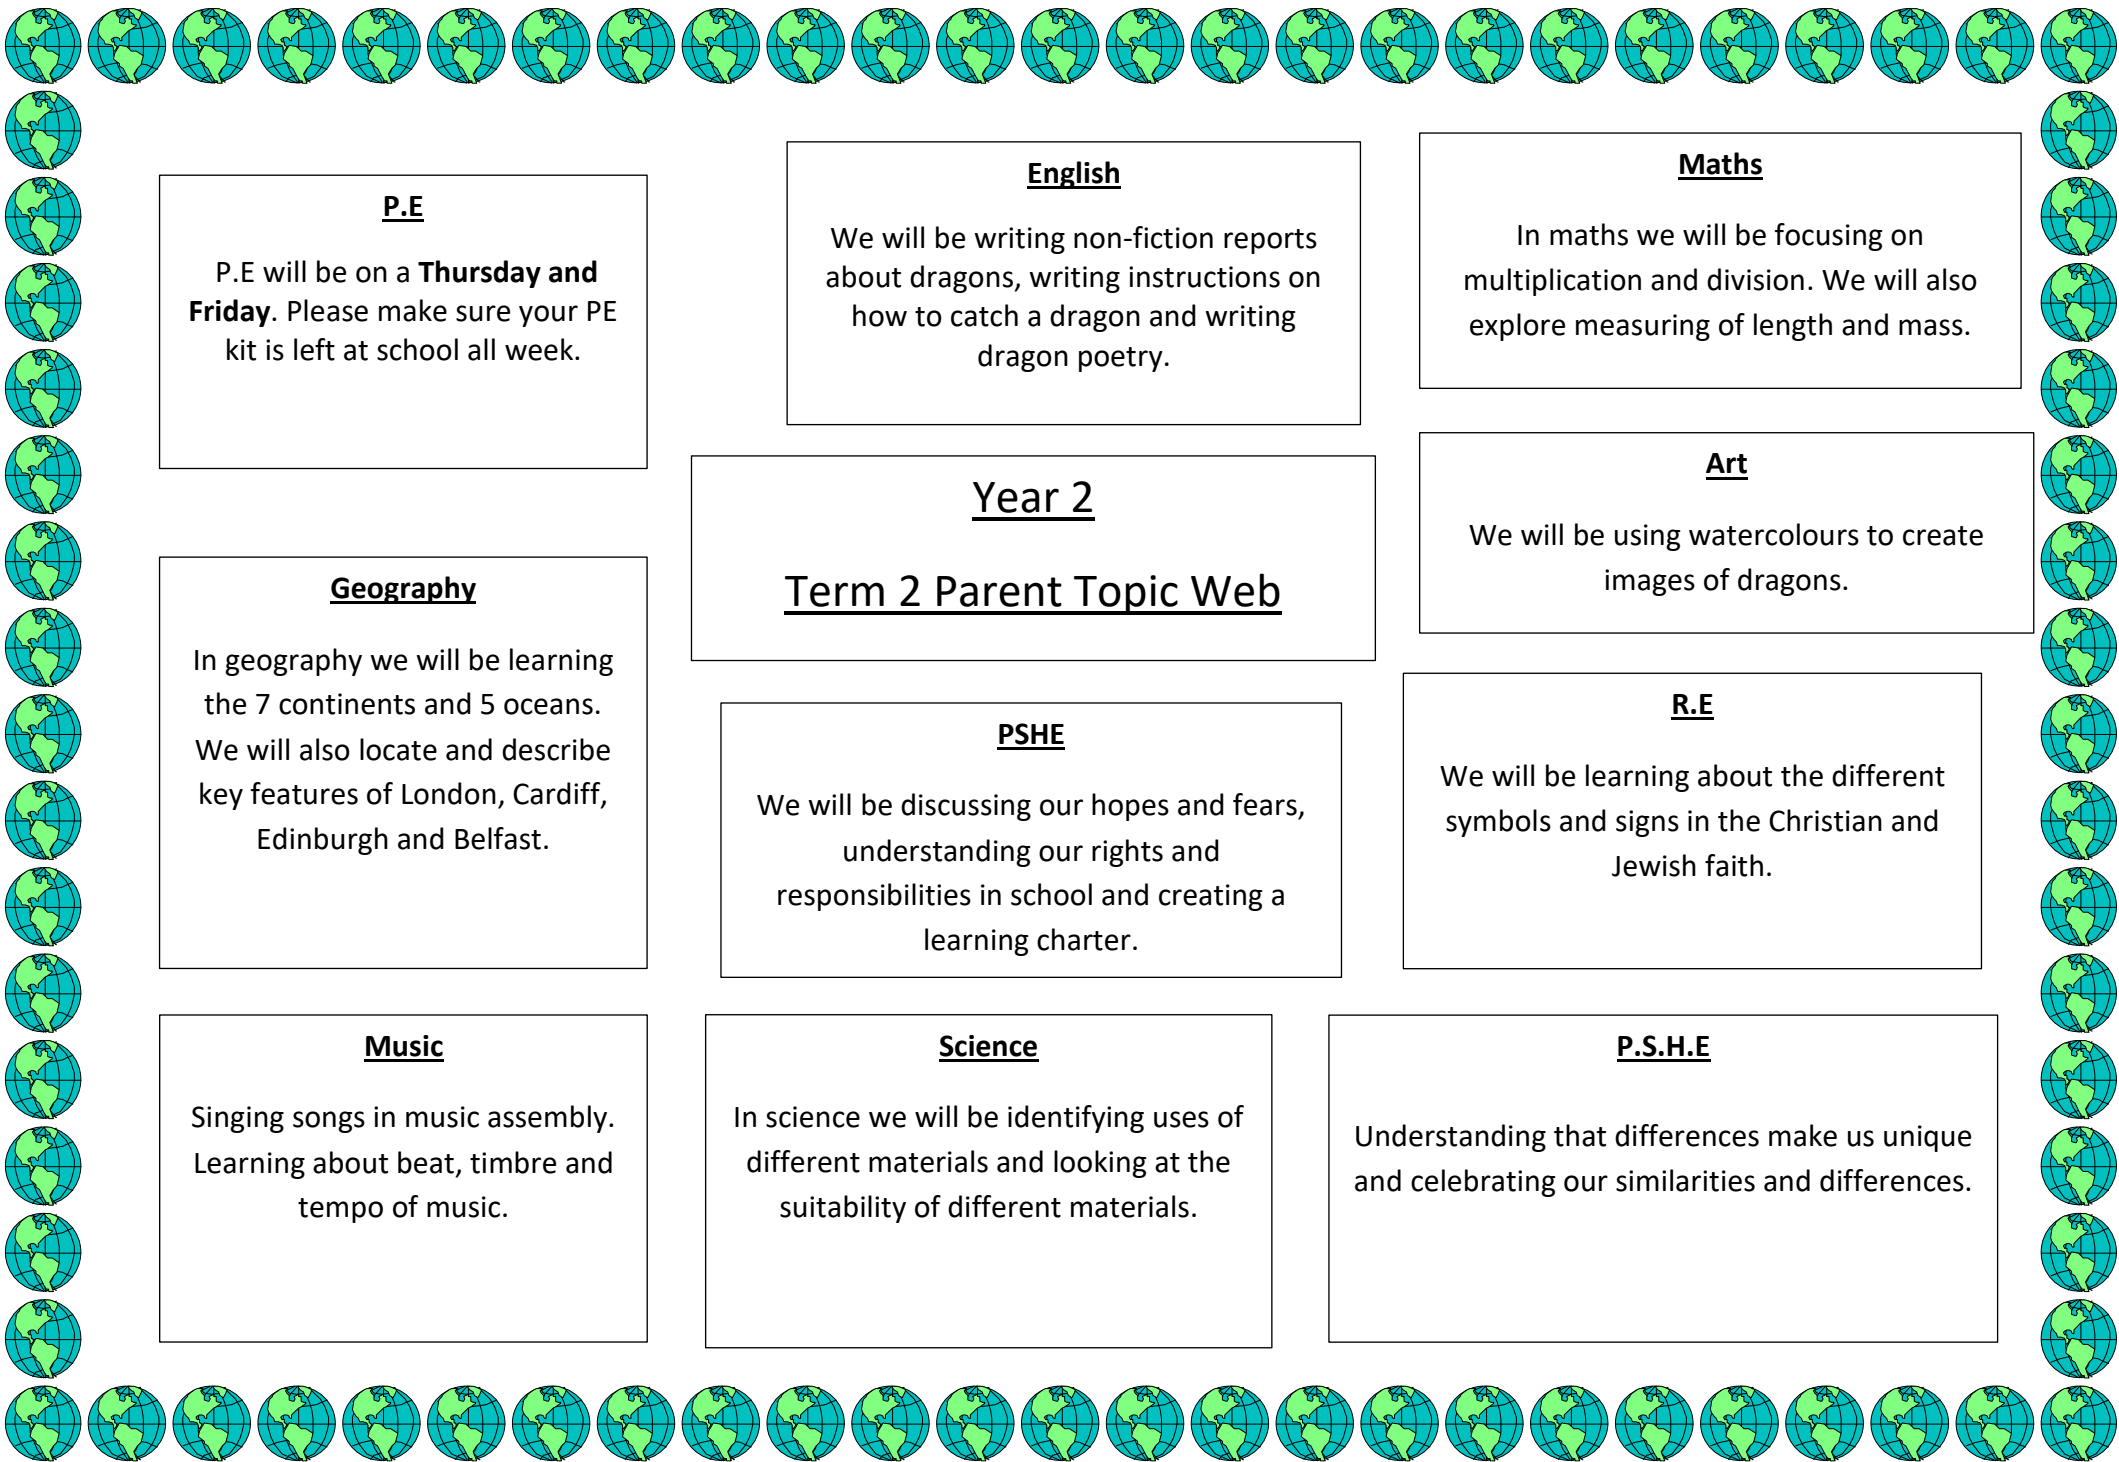 P.E
P.E will be on a Thursday and
Friday. Please make sure your PE
kit is left at school all week.
English
We will be writing non-fiction reports
about dragons, writing instructions on
how to catch a dragon and writing
dragon poetry.
Maths
In maths we will be focusing on
multiplication and division. We will also
explore measuring of length and mass.
Year 2
Term 2 Parent Topic Web
Art
We will be using watercolours to create
images of dragons.
Geography
In geography we will be learning
the 7 continents and 5 oceans.
We will also locate and describe
key features of London, Cardiff,
Edinburgh and Belfast.
PSHE
We will be discussing our hopes and fears,
understanding our rights and
responsibilities in school and creating a
learning charter.
R.E
We will be learning about the different
symbols and signs in the Christian and
Jewish faith.
Music
Singing songs in music assembly.
Learning about beat, timbre and
tempo of music.
Science
In science we will be identifying uses of
different materials and looking at the
suitability of different materials.
P.S.H.E
Understanding that differences make us unique
and celebrating our similarities and differences.